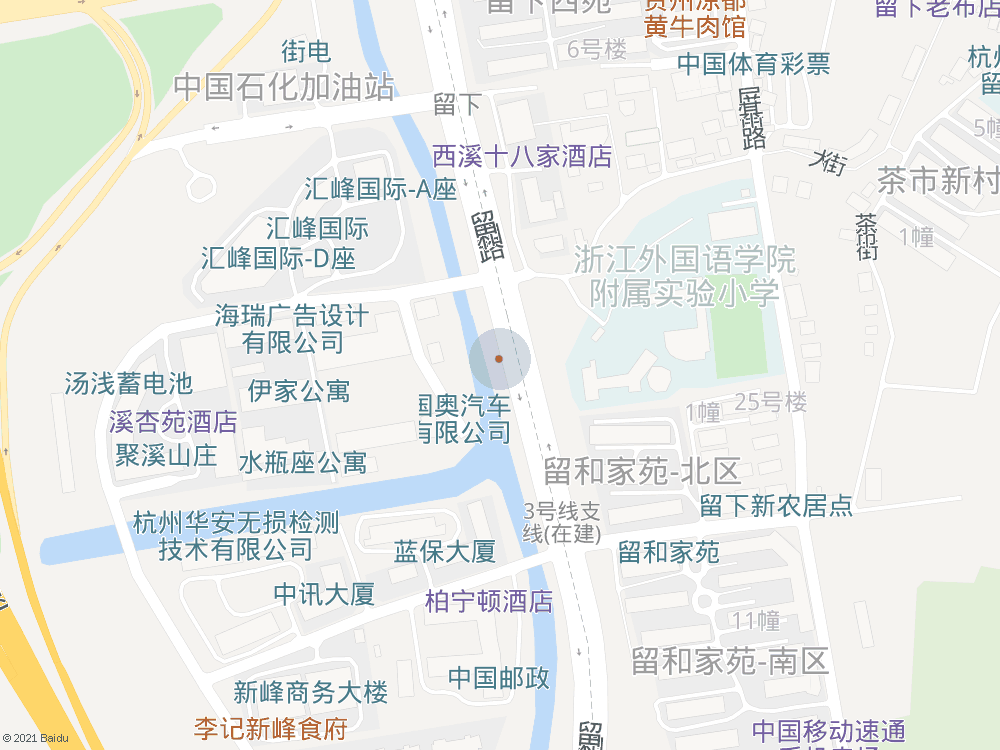 留下西苑
黄牛肉馆
留下老布店
街电
6号楼
中国体育彩票
杭州
留
中国石化加油站
留下
屏基路
5幢
西溪十八家酒店
大街
茶市新村
汇峰国际-A座
留和路
茶市街
汇峰国际
1幢
汇峰国际-D座
浙江外国语学院
附属实验小学
海瑞广告设计
有限公司
汤浅蓄电池
伊家公寓
国奥汽车
有限公司
1幢
25号楼
溪杏苑酒店
聚溪山庄
水瓶座公寓
留和家苑-北区
3号线支
线(在建)
留下新农居点
杭州华安无损检测
技术有限公司
蓝保大厦
留和家苑
中讯大厦
柏宁顿酒店
11幢
留和家苑-南区
中国邮政
新峰商务大楼
李记新峰食府
中国移动速通
© 2021 Baidu